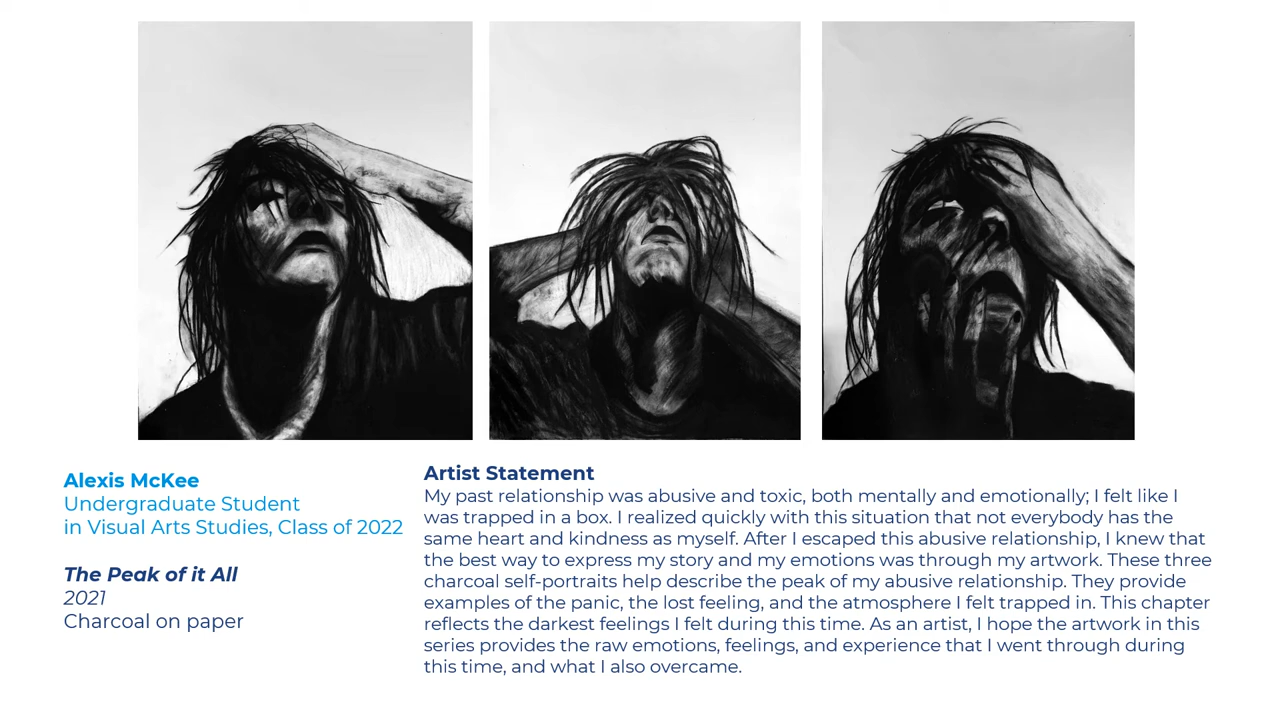 Alexis McKee
Undergraduate Student
in Visual Arts Studies, Class of 2022
The Peak of it All
2021
Charcoal on paper
Artist Statement
My past relationship was abusive and toxic, both mentally and emotionally; I felt like I
was trapped in a box. I realized quickly with this situation that not everybody has the
same heart and kindness as myself. After I escaped this abusive relationship, I knew that
the best way to express my story and my emotions was through my artwork. These three
charcoal self-portraits help describe the peak of my abusive relationship. They provide
examples of the panic, the lost feeling, and the atmosphere I felt trapped in. This chapter
reflects the darkest feelings I felt during this time. As an artist, I hope the artwork in this
series provides the raw emotions, feelings, and experience that I went through during
this time, and what I also overcame.